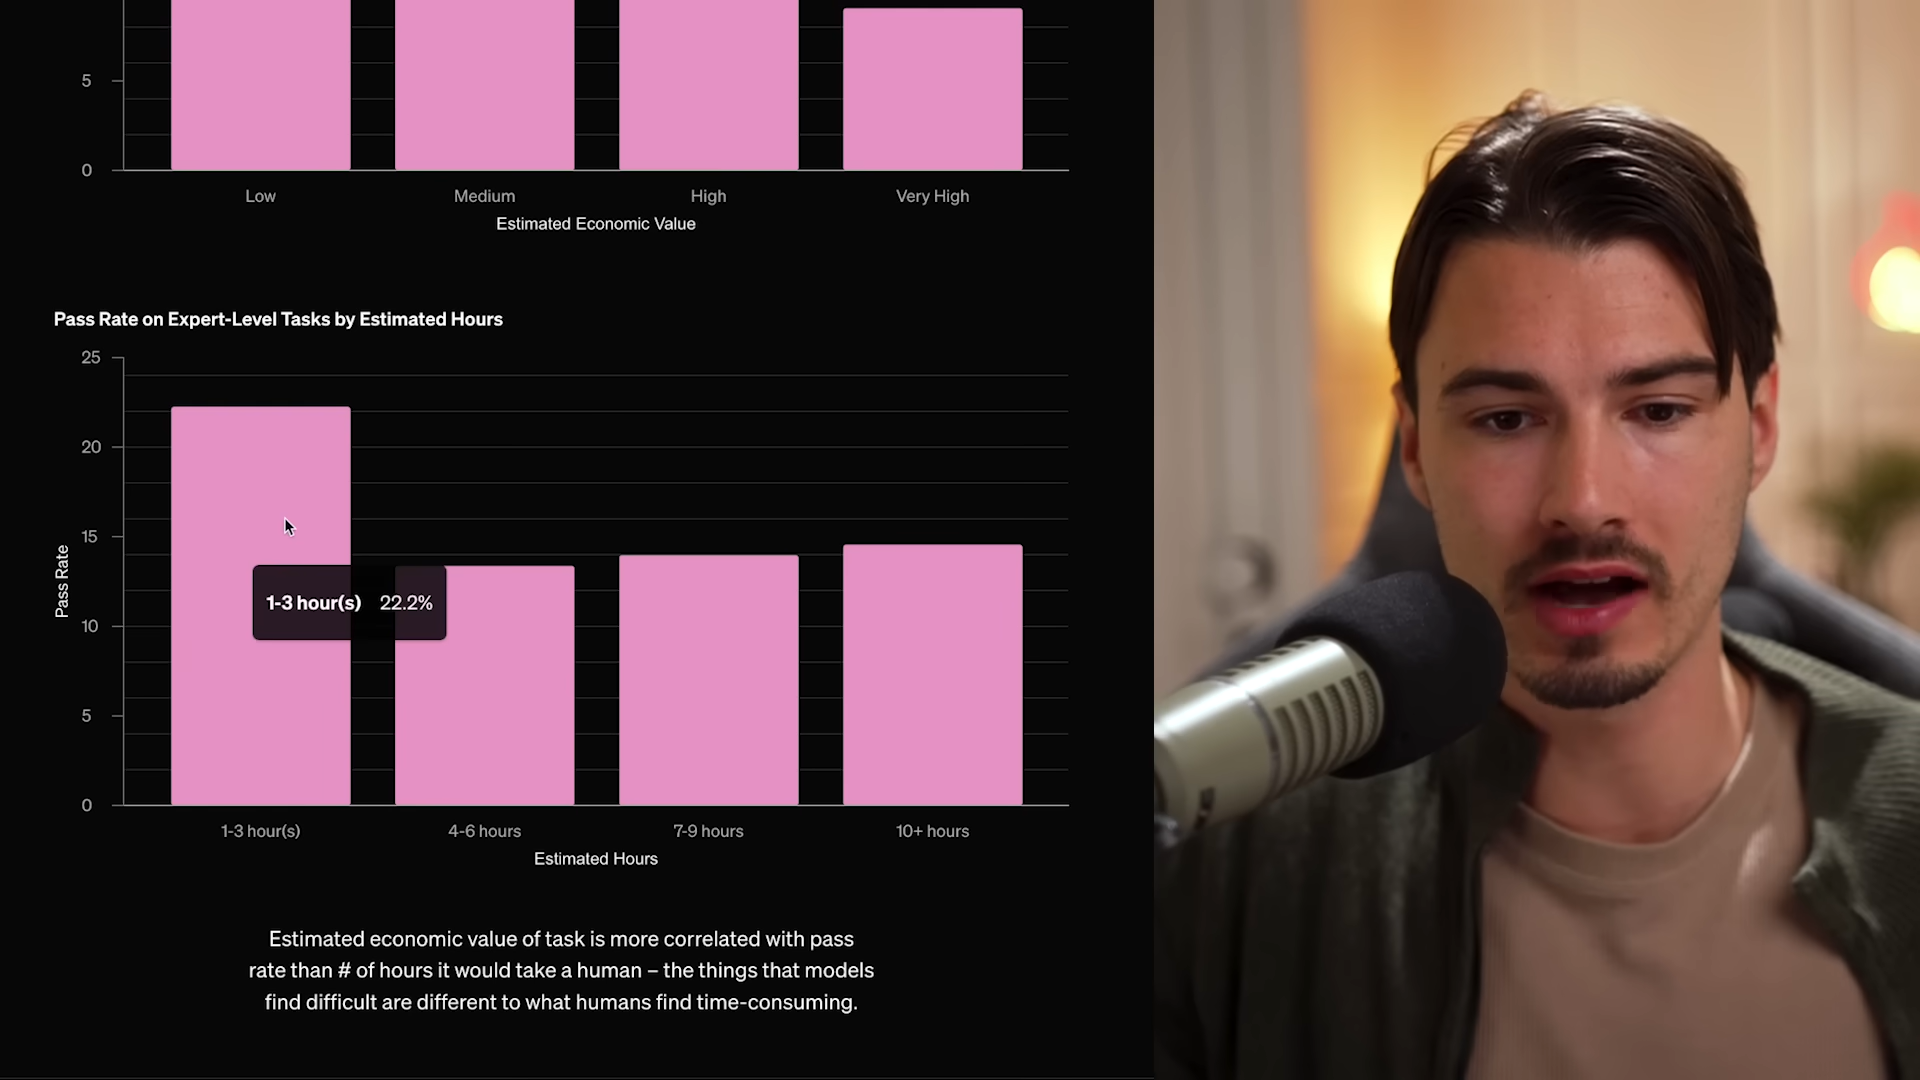 5
0
Low Medium High Very High
Estimated Economic Value
Pass Rate on Expert-Level Tasks by Estimated Hours
25
20
15
10
5
0
Pass Rate
1-3 hour(s) 22.2%
1-3 hour(s) 4-6 hours 7-9 hours 10+ hours
Estimated Hours
Estimated economic value of task is more correlated with pass
rate than # of hours it would take a human – the things that models
find difficult are different to what humans find time-consuming.